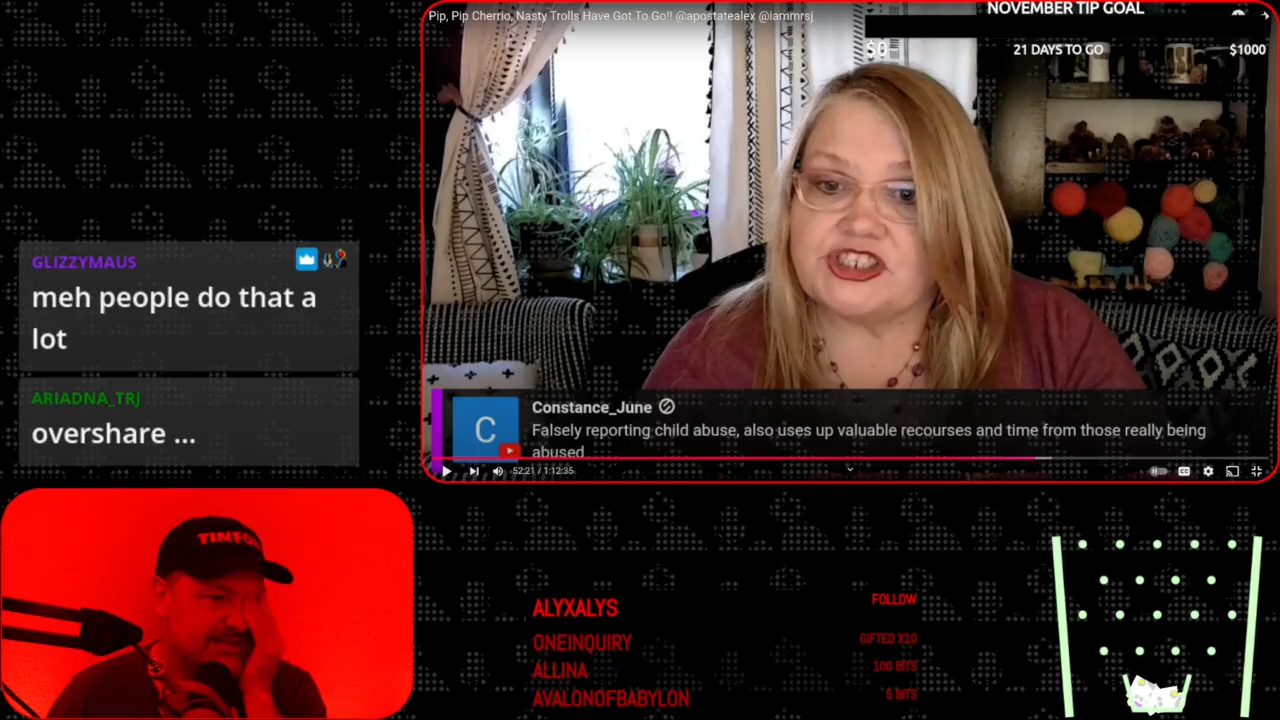 Pip, Pip Cherrio, Nasty Trolls Have Got To Go!! @apostatealex @iammrsj
NOVEMBER TIP GOAL
$0
21 DAYS TO GO
$1000
GLIZZYMAUS
meh people do that a
lot
ARIADNA_TRJ
overshare ...
C
Constance_June
Falsely reporting child abuse, also uses up valuable recourses and time from those really being
abused
52:21 / 1:12:35
CC
ALYXALYS
FOLLOW
ONEINQUIRY
GIFTED X10
ALLINA
100 BITS
AVALONOFBABYLON
5 BITS